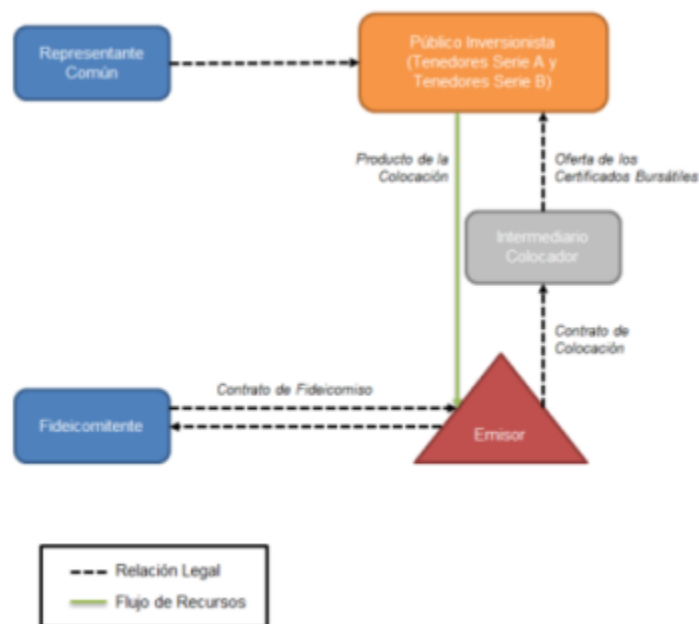 Representante
Común
Público Inversionista
(Tenedores Serie A y
Tenedores Serie B)
Producto de la
Colocación
Oferta de los
Certificados Bursátiles
Intermediario
Colocador
Contrato de
Colocación
Contrato de Fideicomiso
Fideicomitente
Emisor
Relación Legal
Flujo de Recursos